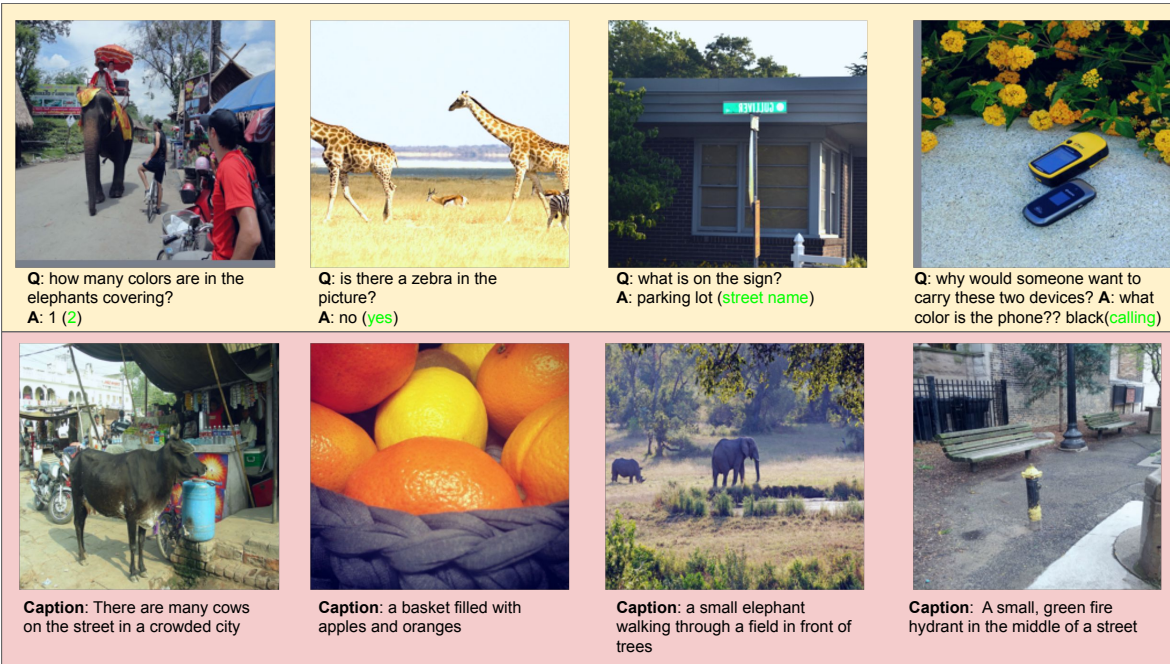 Q: how many colors are in the
elephants covering?
A: 1 (2)
Q: is there a zebra in the
picture?
A: no (yes)
Q: what is on the sign?
A: parking lot (street name)
Q: why would someone want to
carry these two devices? A: what
color is the phone?? black(calling)
Caption: There are many cows
on the street in a crowded city
Caption: a basket filled with
apples and oranges
Caption: a small elephant
walking through a field in front of
trees
Caption: A small, green fire
hydrant in the middle of a street